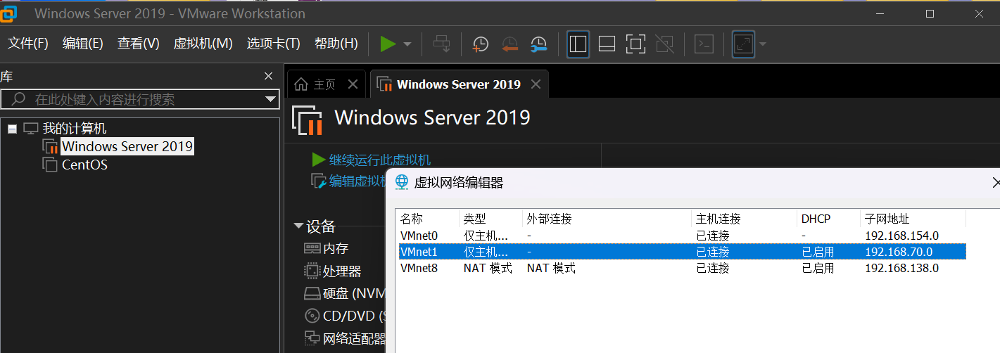 Windows Server 2019 - VMware Workstation
文件(F) 编辑(E) 查看(V) 虚拟机(M) 选项卡(T) 帮助(H)
库
在此处键入内容进行搜索
我的计算机
Windows Server 2019
CentOS
主页
Windows Server 2019
Windows Server 2019
继续运行此虚拟机
编辑虚拟机
设备
内存
处理器
硬盘 (NVM
CD/DVD (S
网络适配器
虚拟网络编辑器
名称 类型 外部连接 主机连接 DHCP 子网地址
VMnet0 仅主机... - 已连接 - 192.168.154.0
VMnet1 仅主机... - 已连接 已启用 192.168.70.0
VMnet8 NAT 模式 NAT 模式 已连接 已启用 192.168.138.0